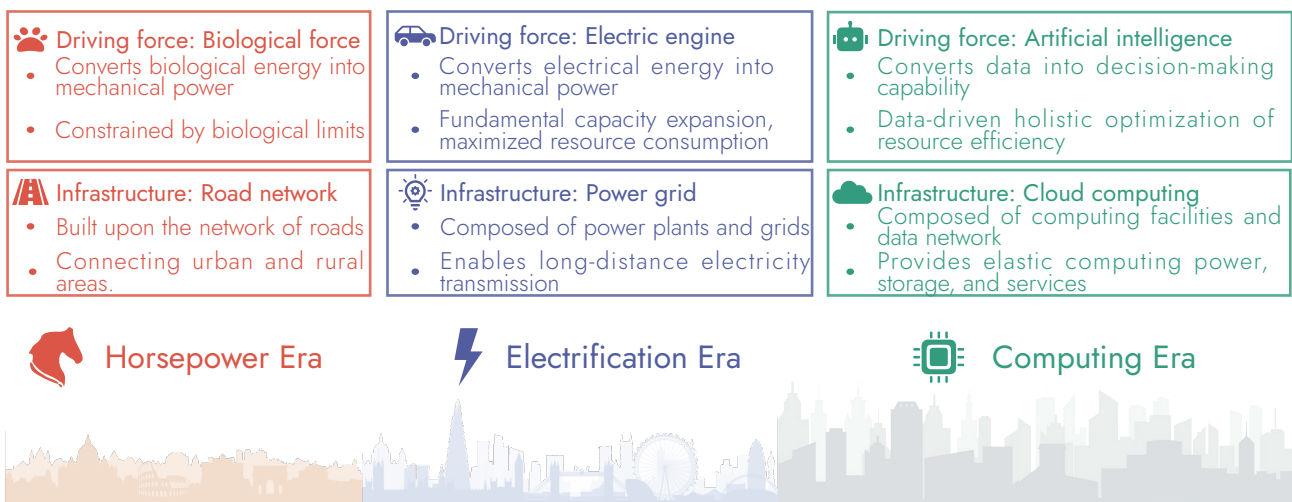 Driving force: Biological force
Converts biological energy into
mechanical power
Constrained by biological limits
Infrastructure: Road network
Built upon the network of roads
Connecting urban and rural
areas.
Horsepower Era
Driving force: Electric engine
Converts electrical energy into
mechanical power
Fundamental capacity expansion,
maximized resource consumption
Infrastructure: Power grid
Composed of power plants and grids
Enables long-distance electricity
transmission
Electrification Era
Driving force: Artificial intelligence
Converts data into decision-making
capability
Data-driven holistic optimization of
resource efficiency
Infrastructure: Cloud computing
Composed of computing facilities and
data network
Provides elastic computing power,
storage, and services
Computing Era